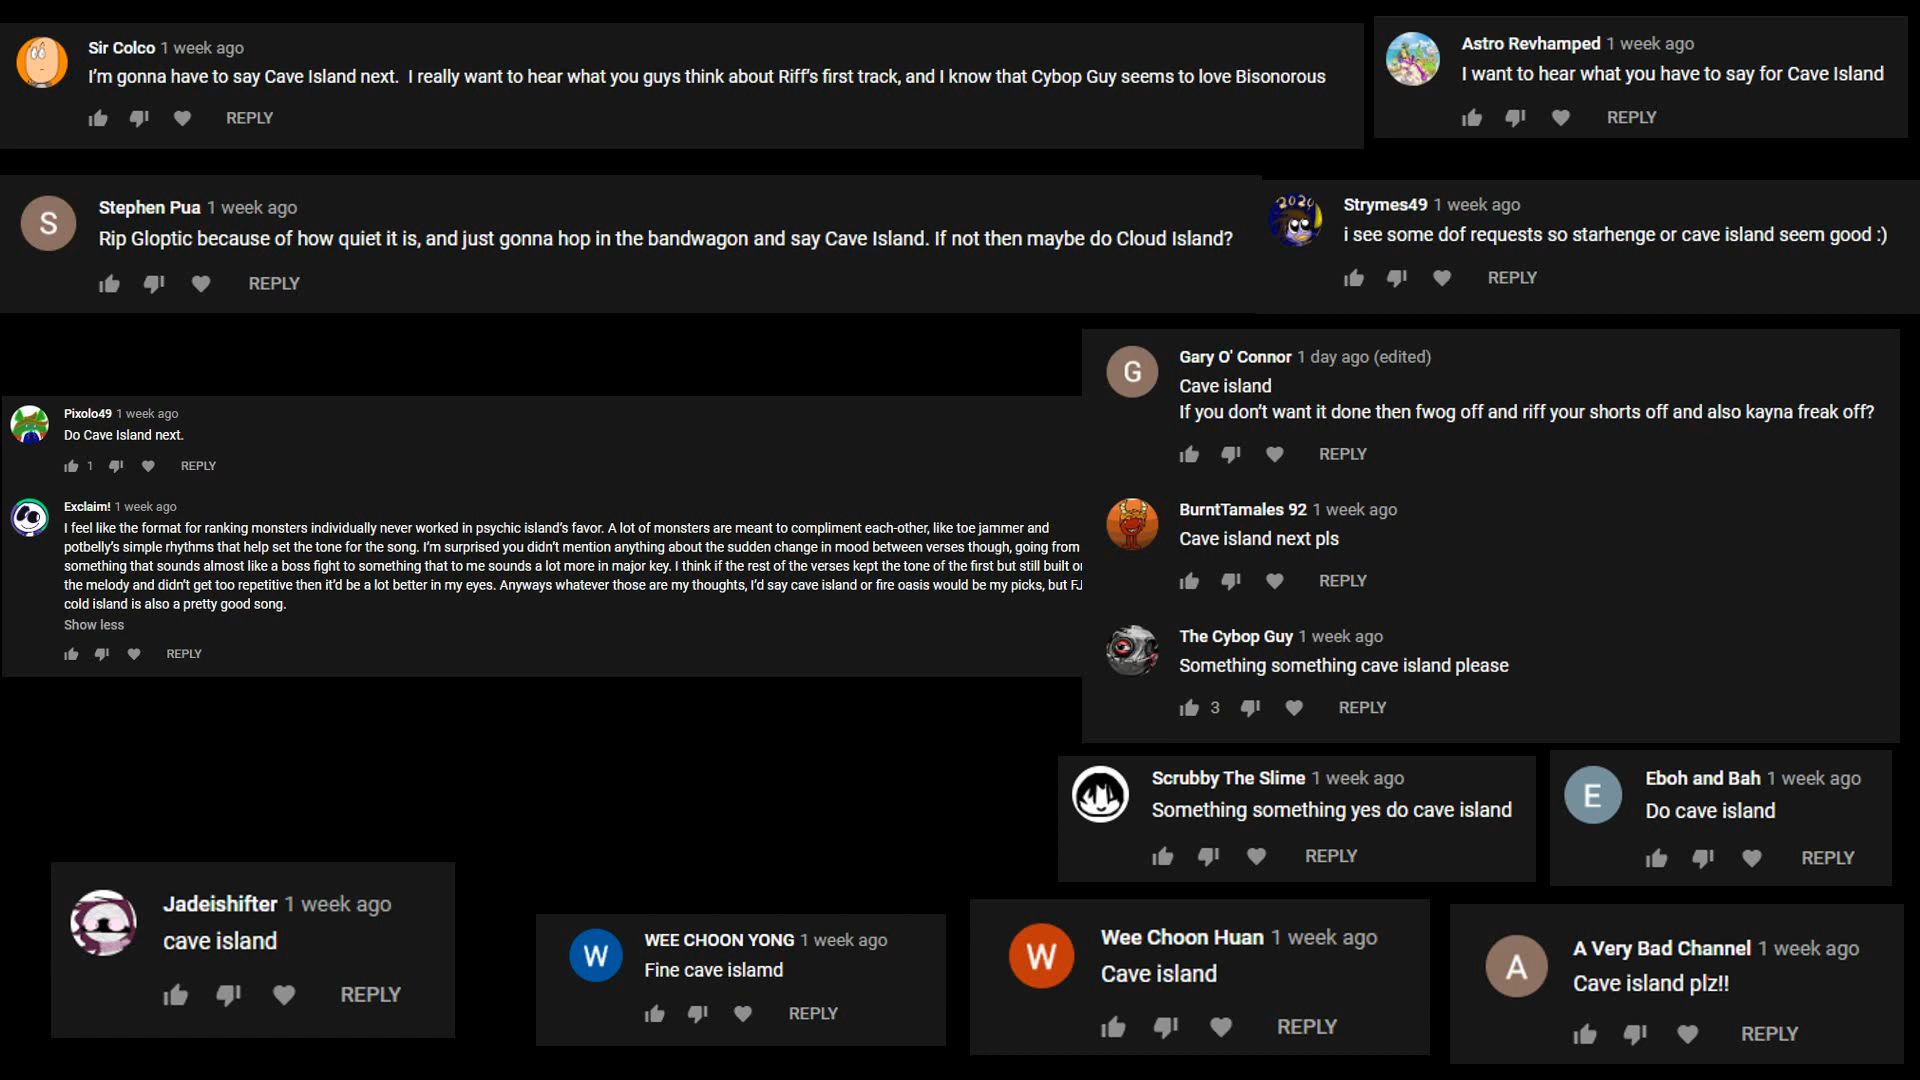 Sir Colco 1 week ago
I'm gonna have to say Cave Island next.  I really want to hear what you guys think about Riff's first track, and I know that Cybop Guy seems to love Bisonorous
REPLY
Astro Revhamped 1 week ago
I want to hear what you have to say for Cave Island
REPLY
S
Stephen Pua 1 week ago
Rip Gloptic because of how quiet it is, and just gonna hop in the bandwagon and say Cave Island. If not then maybe do Cloud Island?
REPLY
2020
Strymes49 1 week ago
i see some dof requests so starhenge or cave island seem good :)
REPLY
Pixolo49 1 week ago
Do Cave Island next.
1 REPLY
Exclaim! 1 week ago
I feel like the format for ranking monsters individually never worked in psychic island's favor. A lot of monsters are meant to compliment each-other, like toe jammer and
potbelly's simple rhythms that help set the tone for the song. I'm surprised you didn't mention anything about the sudden change in mood between verses though, going from
something that sounds almost like a boss fight to something that to me sounds a lot more in major key. I think if the rest of the verses kept the tone of the first but still built
the melody and didn't get too repetitive then it'd be a lot better in my eyes. Anyways whatever those are my thoughts, I'd say cave island or fire oasis would be my picks, but
cold island is also a pretty good song.
Show less
REPLY
G
Gary O' Connor 1 day ago (edited)
Cave island
If you don't want it done then fwog off and riff your shorts off and also kayna freak off?
REPLY
BurntTamales 92 1 week ago
Cave island next pls
REPLY
The Cybop Guy 1 week ago
Something something cave island please
3 REPLY
Scrubby The Slime 1 week ago
Something something yes do cave island
REPLY
E
Eboh and Bah 1 week ago
Do cave island
REPLY
Jadeishifter 1 week ago
cave island
REPLY
W
WEE CHOON YONG 1 week ago
Fine cave islamd
REPLY
W
Wee Choon Huan 1 week ago
Cave island
REPLY
A
A Very Bad Channel 1 week ago
Cave island plz!!
REPLY